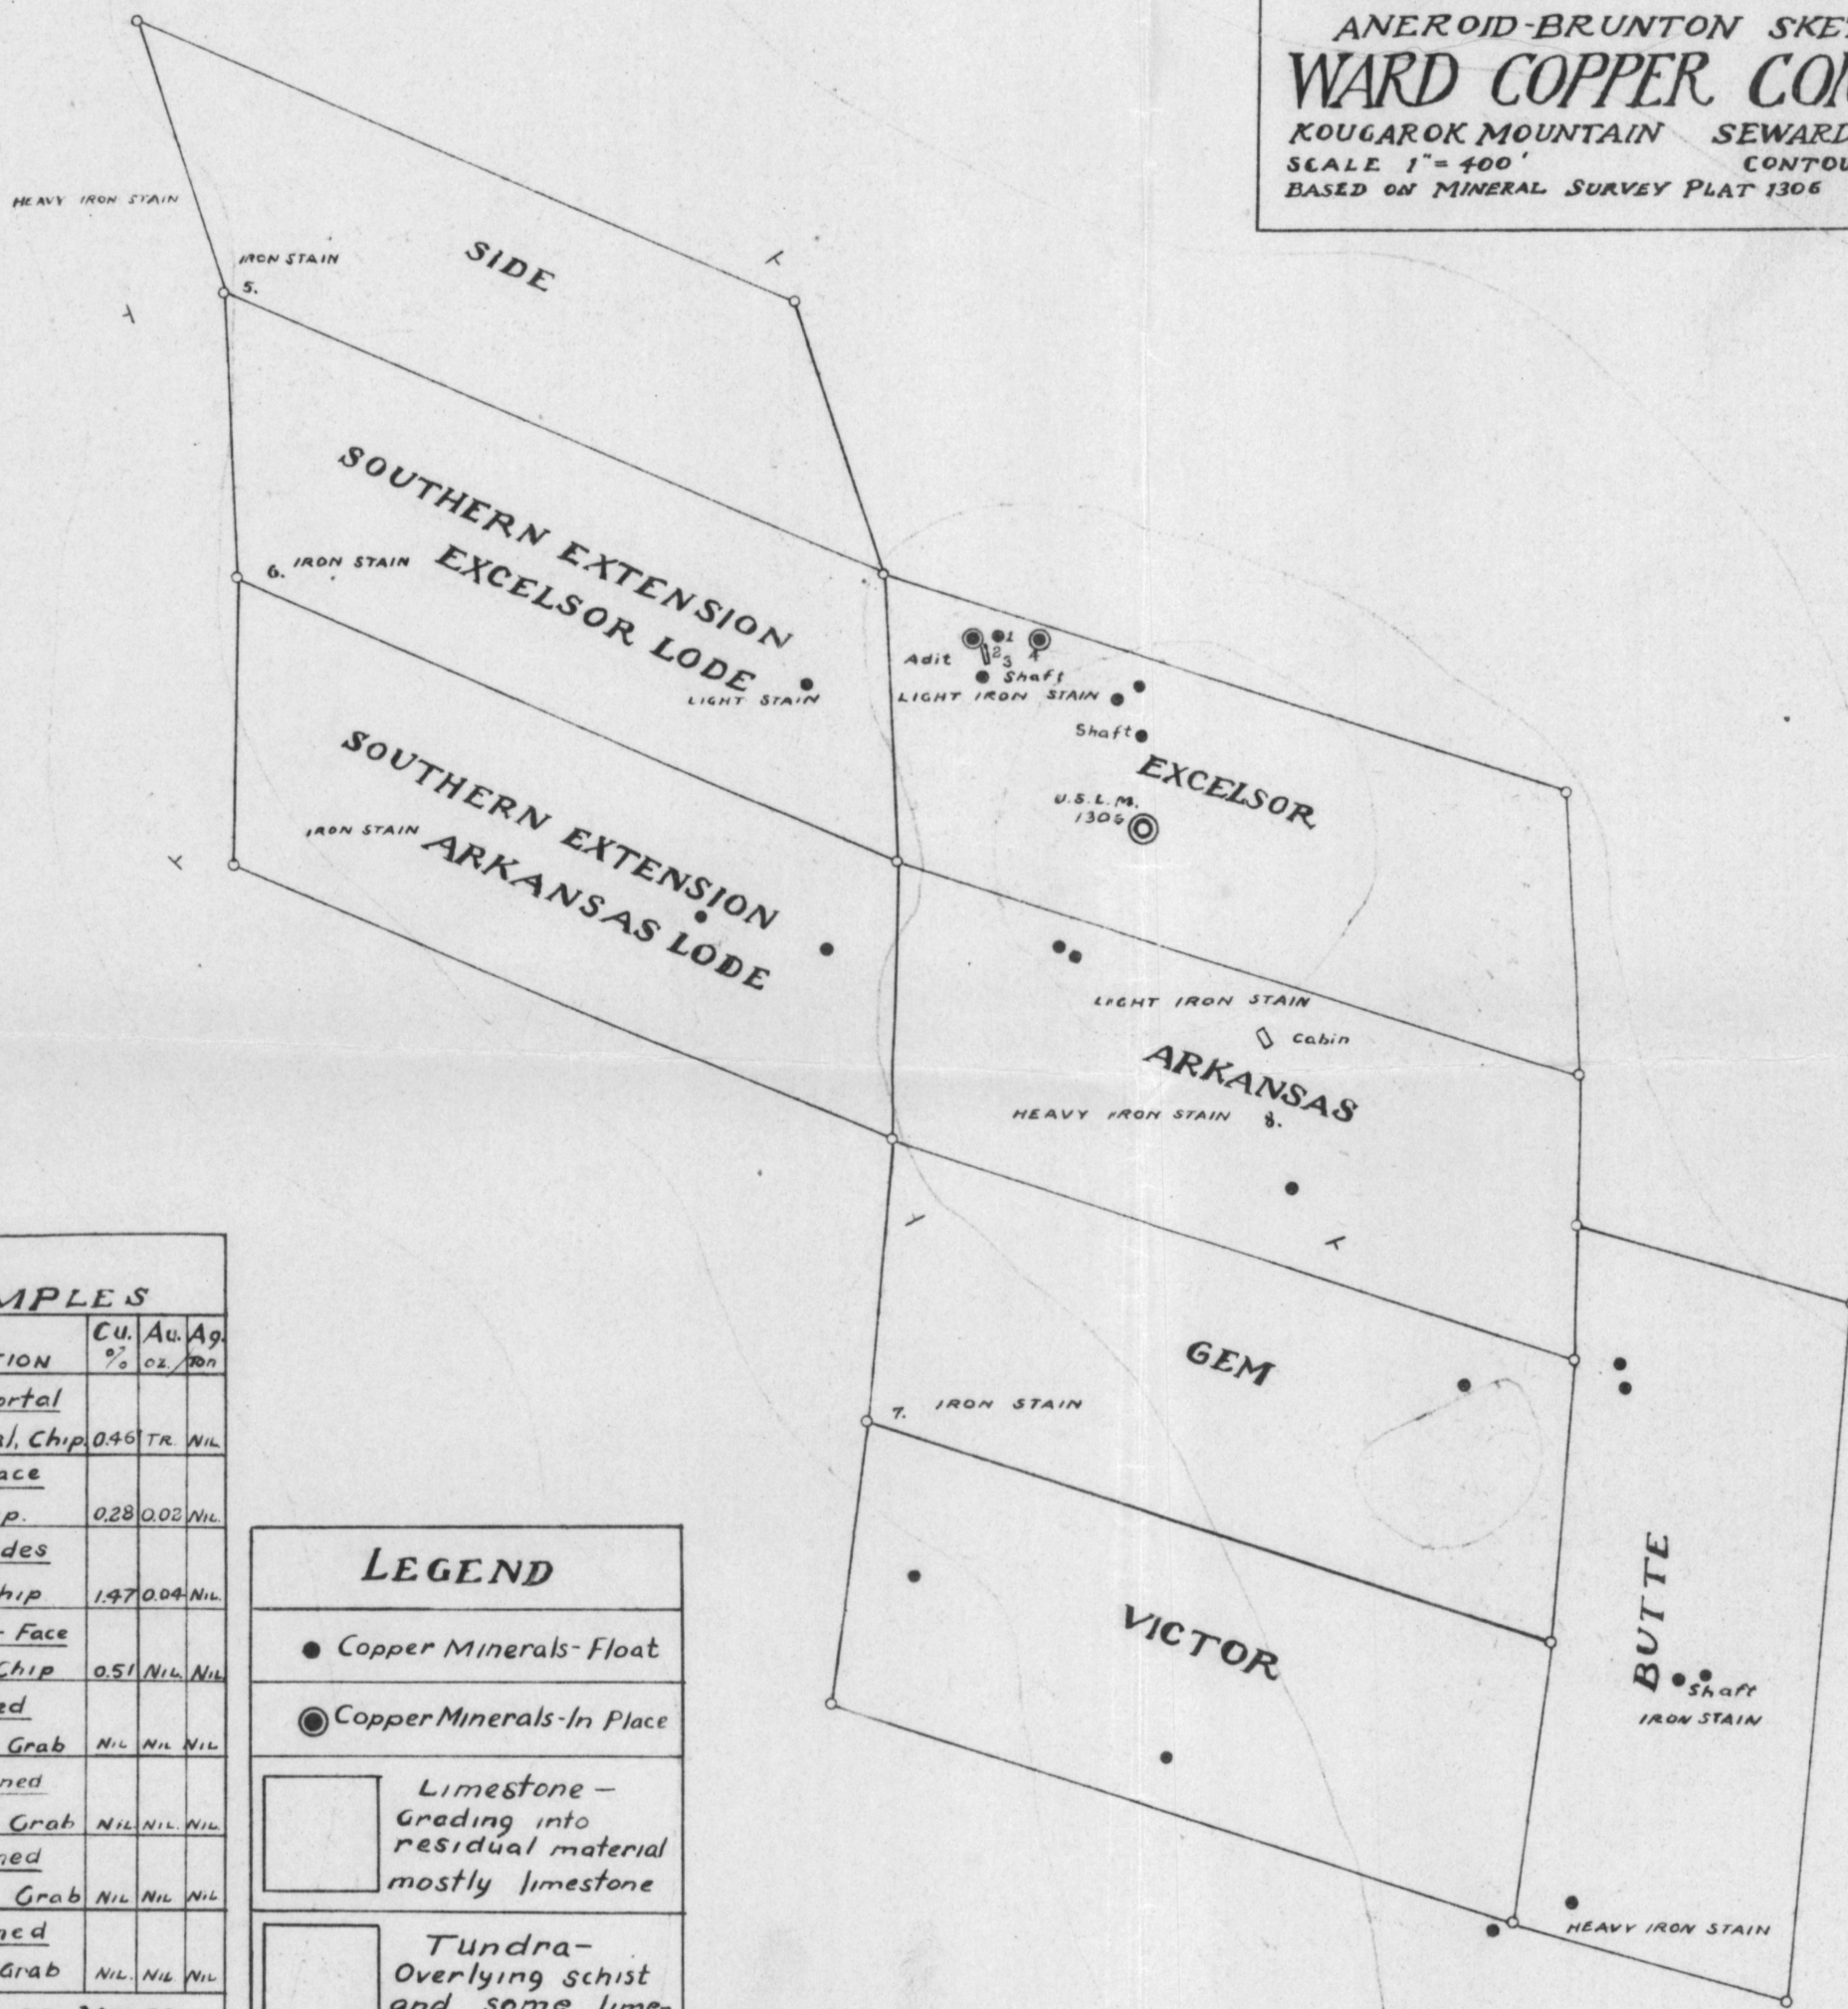 ANEROID-BRUNTON SKE
WARD COPPER CON
KOUGAROK MOUNTAIN SEWARD
SCALE 1"= 400' CONTOU
BASED ON MINERAL SURVEY PLAT 1306
HEAVY IRON STAIN
IRON STAIN
5.
SIDE
SOUTHERN EXTENSION
EXCELSOR LODE
6. IRON STAIN
LIGHT STAIN
SOUTHERN EXTENSION
ARKANSAS LODE
IRON STAIN
1
Adit 2 3 4
Shaft
LIGHT IRON STAIN
Shaft
EXCELSOR
U.S.L.M.
1306
LIGHT IRON STAIN
Cabin
ARKANSAS
HEAVY IRON STAIN 8.
GEM
7. IRON STAIN
VICTOR
BUTTE
Shaft
IRON STAIN
HEAVY IRON STAIN
MPLES
TION Cu. % Au. Ag. oz./Ton
ortal
al, Chip. 0.46 TR. NIL
ace
p. 0.28 0.02 NIL.
des
hip 1.47 0.04 NIL.
- Face
Chip 0.51 NIL. NIL
ed
Grab NIL NIL NIL
ned
Grab NIL NIL. NIL.
ned
Grab NIL NIL NIL
ned
Grab NIL. NIL NIL
LEGEND
Copper Minerals-Float
Copper Minerals-In Place
Limestone —
Grading into
residual material
mostly limestone
Tundra-
Overlying schist
and some lime-